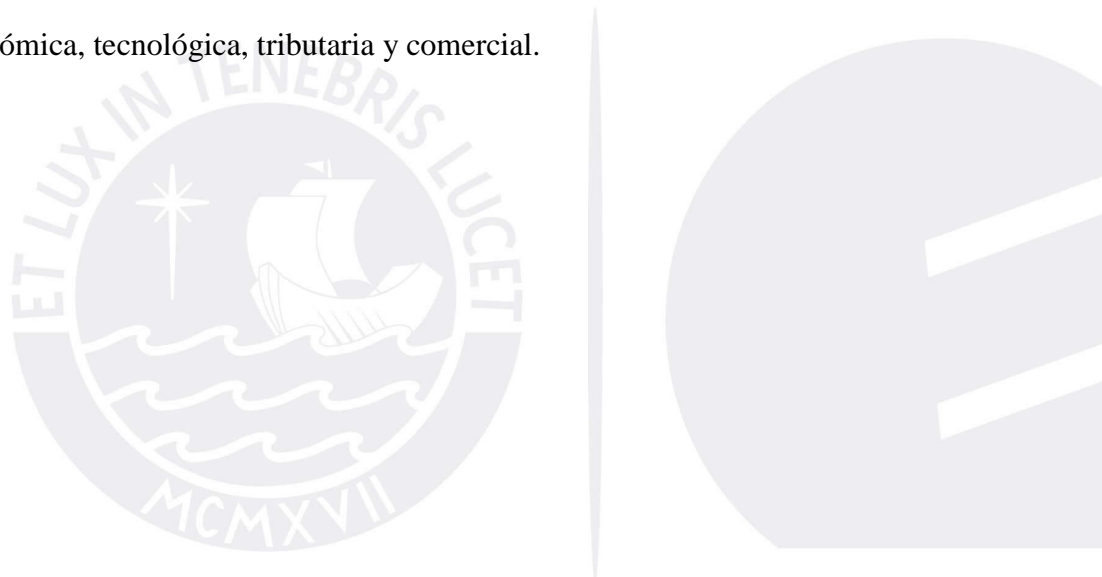 ómica, tecnológica, tributaria y comercial.
ET LUX IN TENEBRIS LUCET
MCMXVII